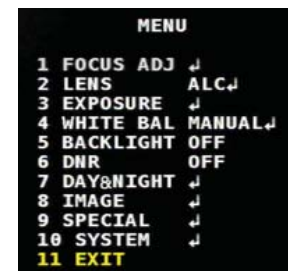 MENU
1 FOCUS ADJ ↲
2 LENS ALC↲
3 EXPOSURE ↲
4 WHITE BAL MANUAL↲
5 BACKLIGHT OFF
6 DNR OFF
7 DAY&NIGHT ↲
8 IMAGE ↲
9 SPECIAL ↲
10 SYSTEM ↲
11 EXIT